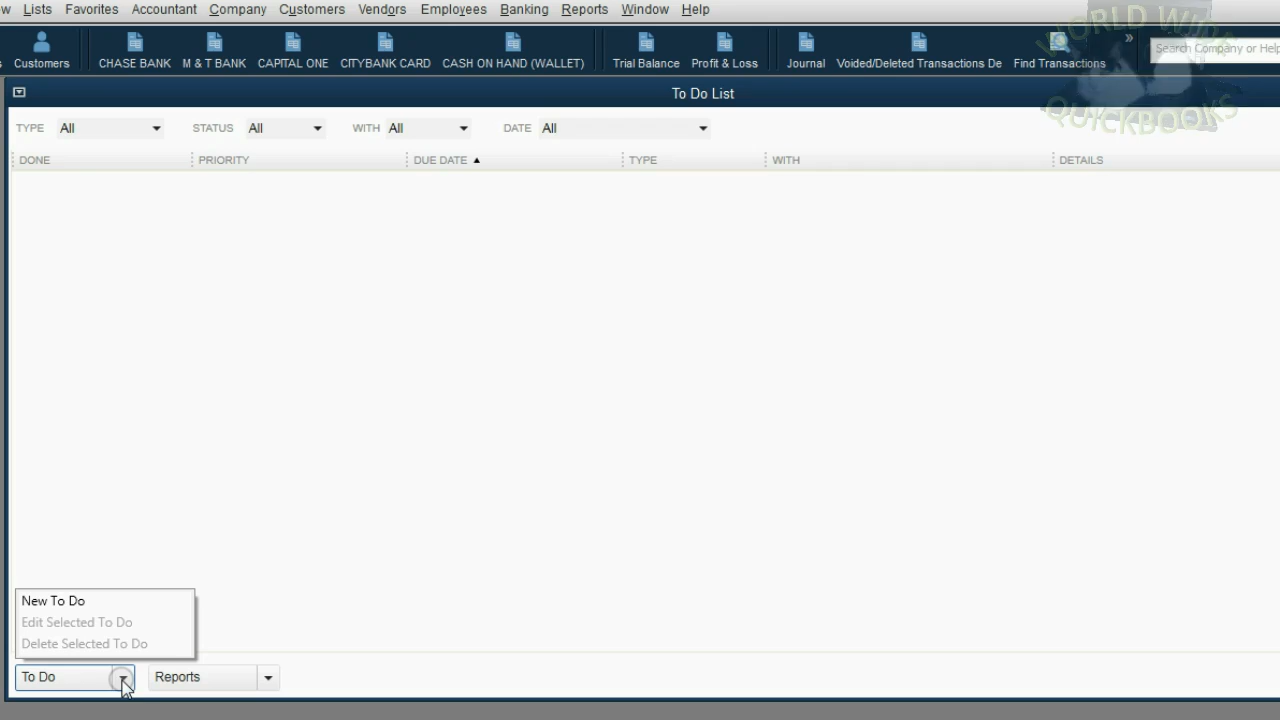 Lists Favorites Accountant Company Customers Vendors Employees Banking Reports Window Help
Customers CHASE BANK M & T BANK CAPITAL ONE CITYBANK CARD CASH ON HAND (WALLET) Trial Balance Profit & Loss Journal Voided/Deleted Transactions De Find Transactions » Search Company or Help
WORLD WIDE
QUICKBOOKS
To Do List
TYPE All STATUS All WITH All DATE All
DONE PRIORITY DUE DATE TYPE WITH DETAILS
New To Do
Edit Selected To Do
Delete Selected To Do
To Do Reports